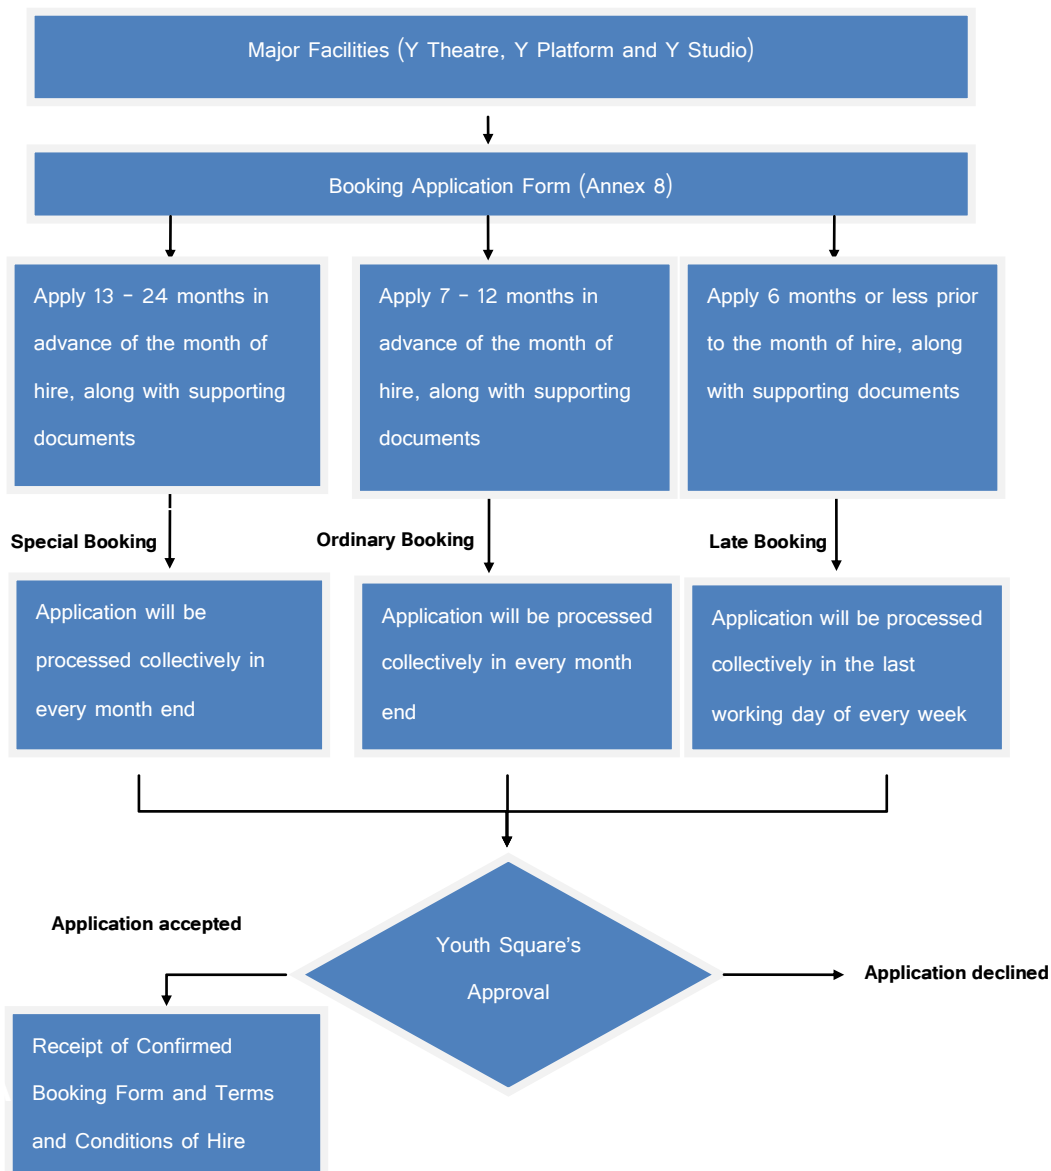 Major Facilities (Y Theatre, Y Platform and Y Studio)
Booking Application Form (Annex 8)
Apply 13 – 24 months in
advance of the month of
hire, along with supporting
documents
Apply 7 – 12 months in
advance of the month of
hire, along with supporting
documents
Apply 6 months or less prior
to the month of hire, along
with supporting documents
Special Booking
Ordinary Booking
Late Booking
Application will be
processed collectively in
every month end
Application will be processed
collectively in every month
end
Application will be processed
collectively in the last
working day of every week
Application accepted
Youth Square's
Approval
Application declined
Receipt of Confirmed
Booking Form and Terms
and Conditions of Hire